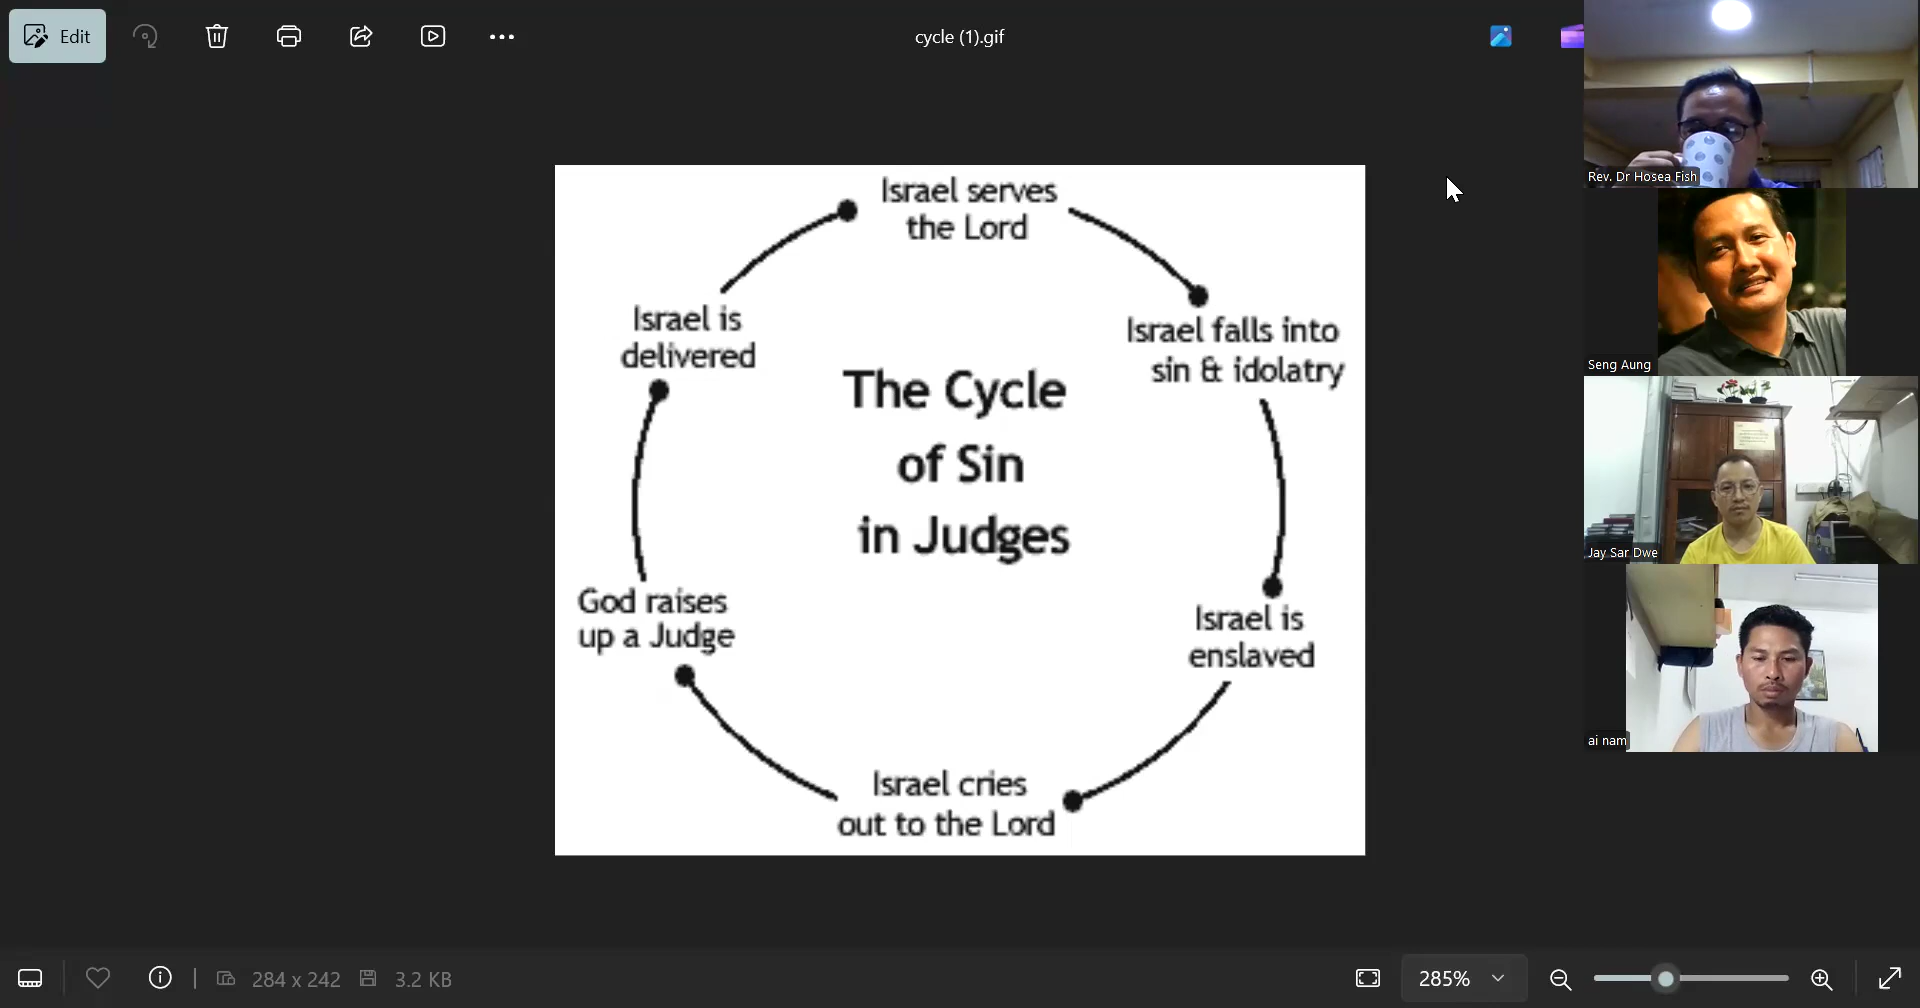 Edit
cycle (1).gif
Israel serves
the Lord
Israel falls into
sin & idolatry
Israel is
enslaved
Israel cries
out to the Lord
God raises
up a Judge
Israel is
delivered
The Cycle
of Sin
in Judges
Rev. Dr Hosea Fish
Seng Aung
Jay Sar Dwe
ai nam
284 x 242
3.2 KB
285%